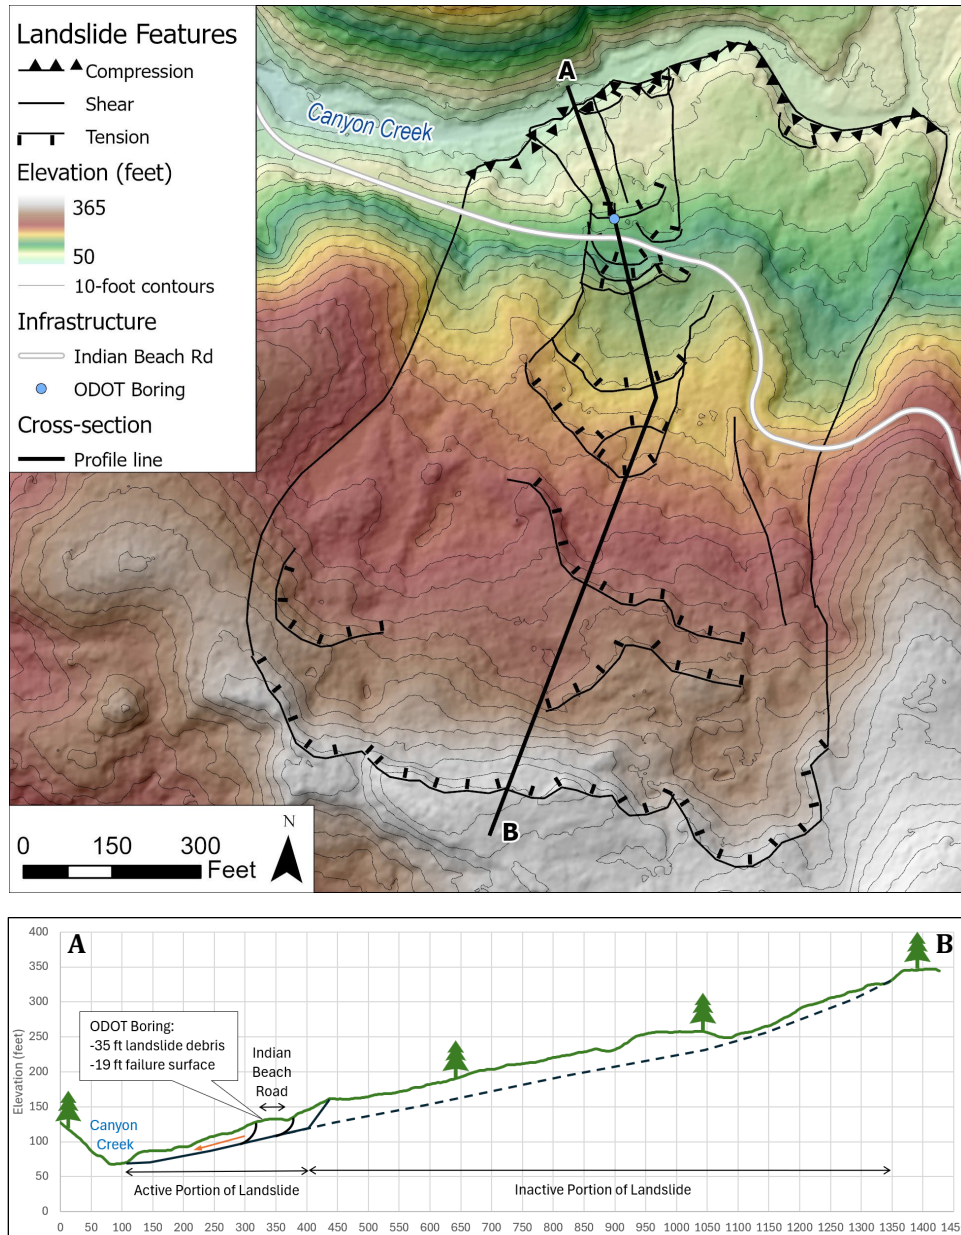 Landslide Features
Compression
Shear
Tension
Elevation (feet)
365
50
10-foot contours
Infrastructure
Indian Beach Rd
ODOT Boring
Cross-section
Profile line
A
Canyon Creek
B
N
0 150 300
Feet
A
B
400
350
300
250
200
150
100
50
0
Elevation (feet)
ODOT Boring:
-35 ft landslide debris
-19 ft failure surface
Indian
Beach
Road
Canyon
Creek
Active Portion of Landslide
Inactive Portion of Landslide
0 50 100 150 200 250 300 350 400 450 500 550 600 650 700 750 800 850 900 950 1000 1050 1100 1150 1200 1250 1300 1350 1400 145